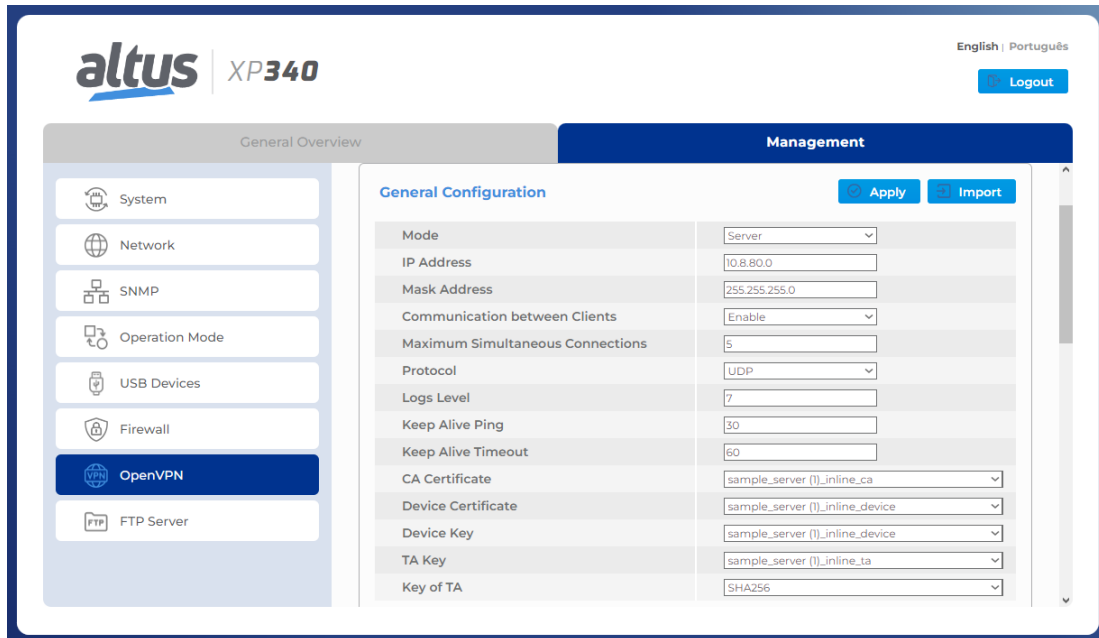 English | Português
altus XP340
Logout
General Overview Management
System
Network
SNMP
Operation Mode
USB Devices
Firewall
VPN OpenVPN
FTP FTP Server
General Configuration Apply Import
Mode Server
IP Address 10.8.80.0
Mask Address 255.255.255.0
Communication between Clients Enable
Maximum Simultaneous Connections 5
Protocol UDP
Logs Level 7
Keep Alive Ping 30
Keep Alive Timeout 60
CA Certificate sample_server (1)_inline_ca
Device Certificate sample_server (1)_inline_device
Device Key sample_server (1)_inline_device
TA Key sample_server (1)_inline_ta
Key of TA SHA256